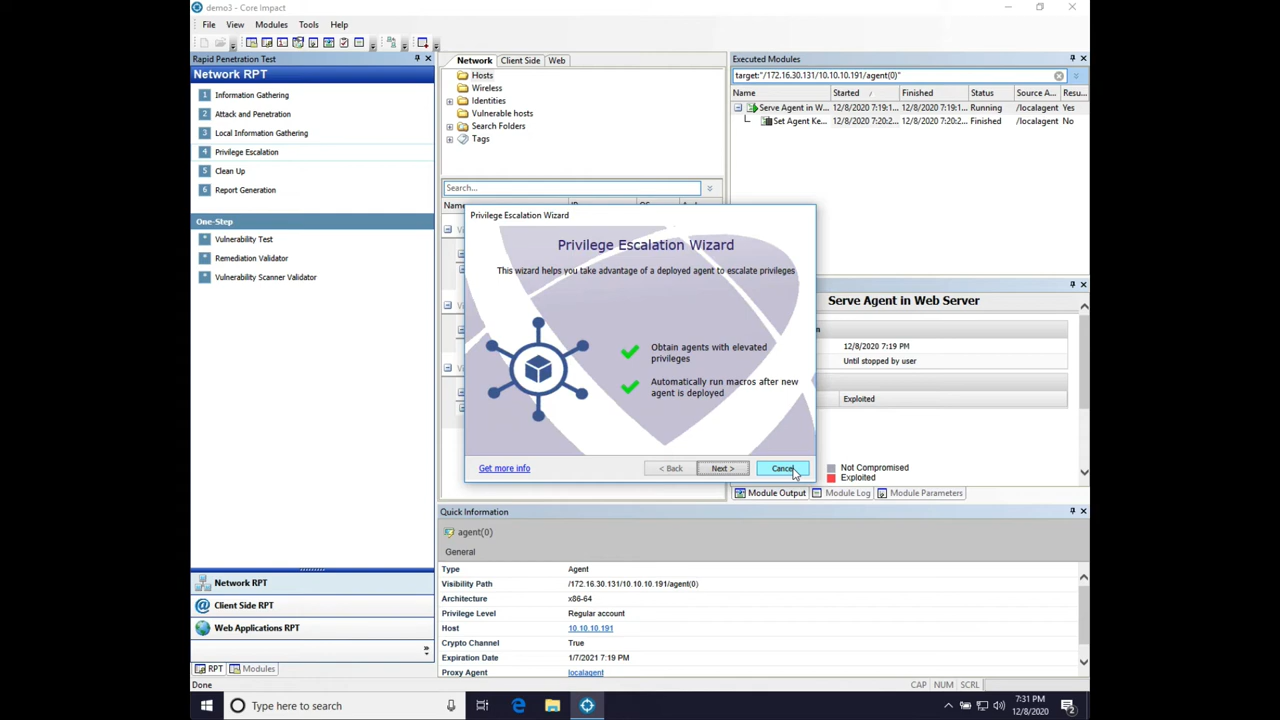 demo3 - Core Impact
File View Modules Tools Help
Rapid Penetration Test
Network RPT
1 Information Gathering
2 Attack and Penetration
3 Local Information Gathering
4 Privilege Escalation
5 Clean Up
6 Report Generation
One-Step
* Vulnerability Test
* Remediation Validator
* Vulnerability Scanner Validator
Network RPT
Client Side RPT
Web Applications RPT
RPT Modules
Network Client Side Web
Hosts
Wireless
Identities
Vulnerable hosts
Search Folders
Tags
Search...
Privilege Escalation Wizard
Privilege Escalation Wizard
This wizard helps you take advantage of a deployed agent to escalate privileges
Obtain agents with elevated
privileges
Automatically run macros after new
agent is deployed
Get more info
< Back Next > Cancel
Executed Modules
target:"/172.16.30.131/10.10.10.191/agent(0)"
Name Started Finished Status Source A... Resu...
Serve Agent in W... 12/8/2020 7:19:1... 12/8/2020 7:19:1... Running /localagent Yes
Set Agent Ke... 12/8/2020 7:20:2... 12/8/2020 7:20:2... Finished /localagent No
Serve Agent in Web Server
12/8/2020 7:19 PM
Until stopped by user
Exploited
Not Compromised
Exploited
Module Output Module Log Module Parameters
Quick Information
agent(0)
General
Type Agent
Visibility Path /172.16.30.131/10.10.10.191/agent(0)
Architecture x86-64
Privilege Level Regular account
Host 10.10.10.191
Crypto Channel True
Expiration Date 1/7/2021 7:19 PM
Proxy Agent localagent
Done
CAP NUM SCRL
Type here to search
7:31 PM
12/8/2020
2